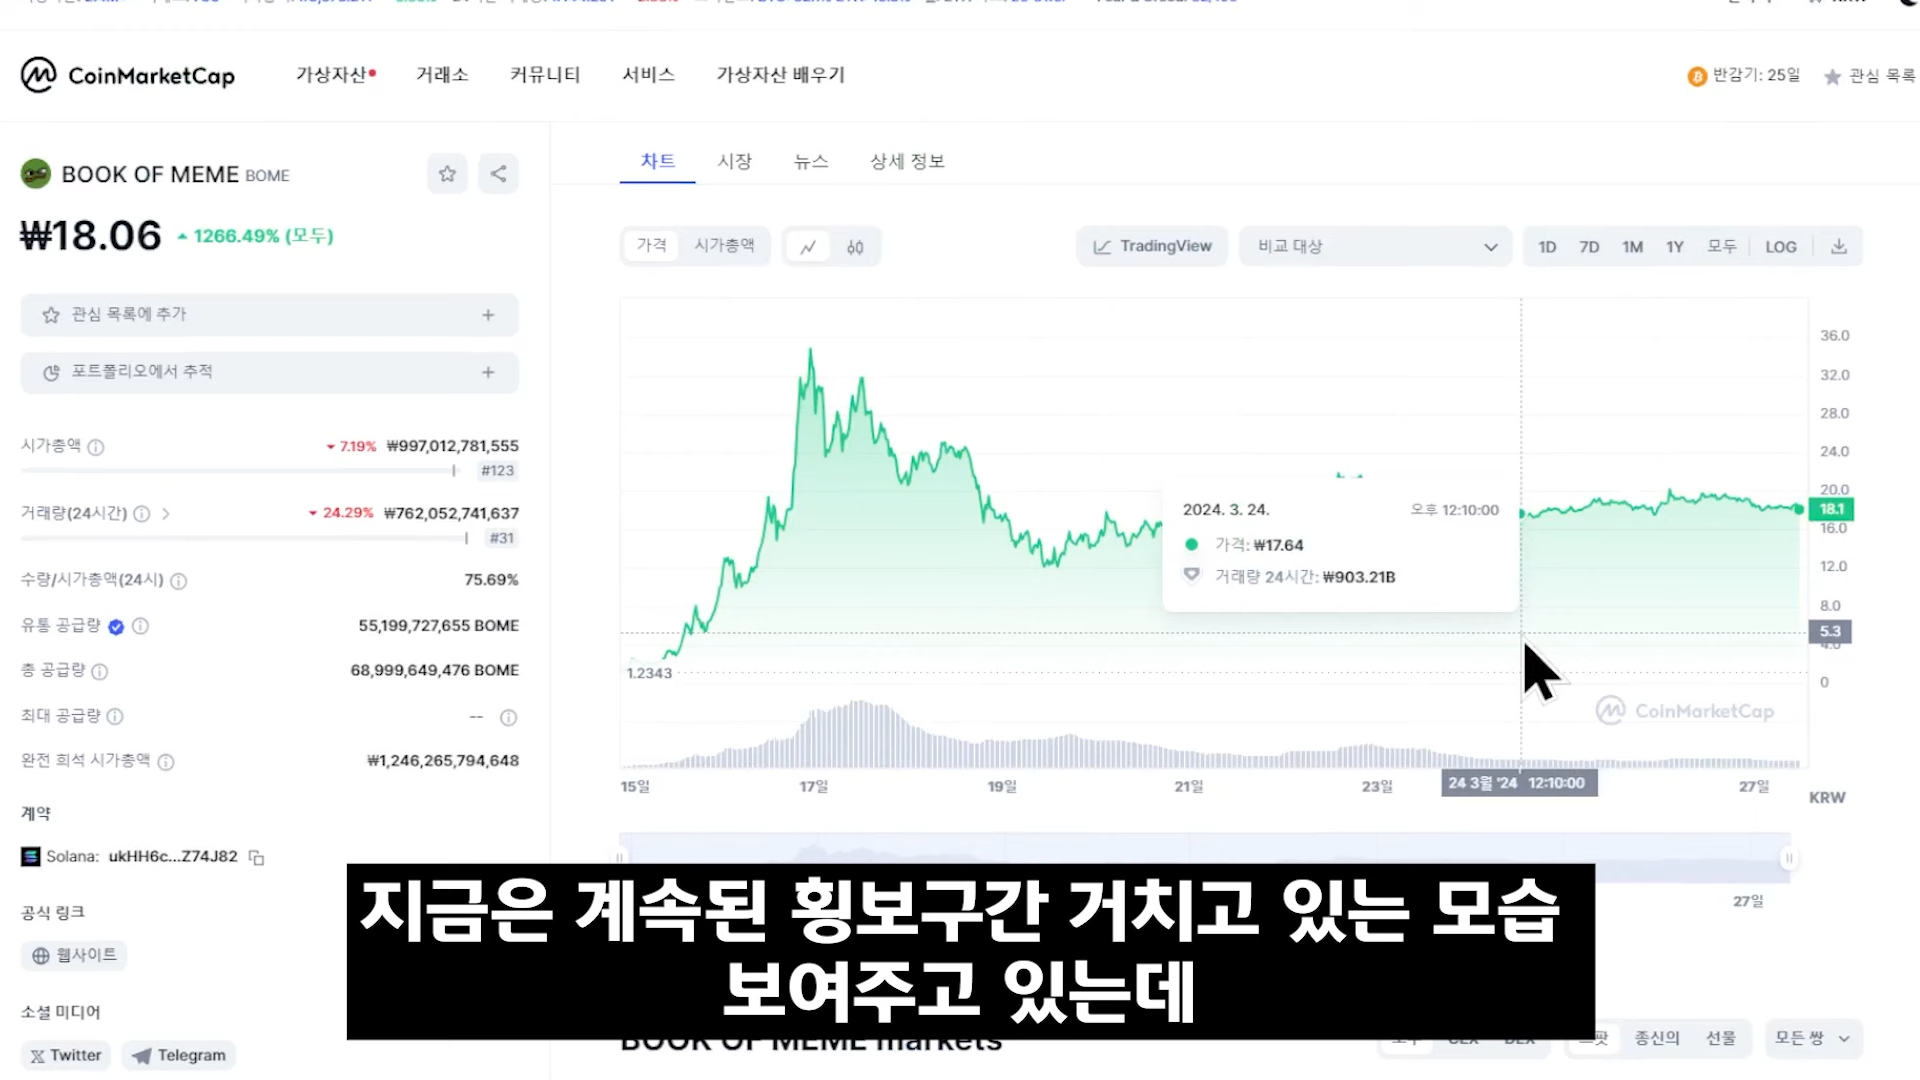 CoinMarketCap
가상자산
거래소
커뮤니티
서비스
가상자산 배우기
반감기: 25일
관심 목록
BOOK OF MEME BOME
₩18.06
1266.49% (모두)
관심 목록에 추가
포트폴리오에서 추적
시가총액
7.19% ₩997,012,781,555
#123
거래량(24시간)
24.29% ₩762,052,741,637
#31
수량/시가총액(24시)
75.69%
유통 공급량
55,199,727,655 BOME
총 공급량
68,999,649,476 BOME
최대 공급량
--
완전 희석 시가총액
₩1,246,265,794,648
계약
Solana: ukHH6c...Z74J82
공식 링크
웹사이트
소셜 미디어
Twitter
Telegram
차트
시장
뉴스
상세 정보
가격
시가총액
TradingView
비교 대상
1D
7D
1M
1Y
모두
LOG
36.0
32.0
28.0
24.0
20.0
18.1
16.0
12.0
8.0
5.3
4.0
0
1.2343
2024. 3. 24.
오후 12:10:00
가격: ₩17.64
거래량 24시간: ₩903.21B
CoinMarketCap
15일
17일
19일
21일
23일
24 3월 '24 12:10:00
27일
KRW
27일
지금은 계속된 횡보구간 거치고 있는 모습
보여주고 있는데
BOOK OF MEME markets
종신의
선물
모든 쌍